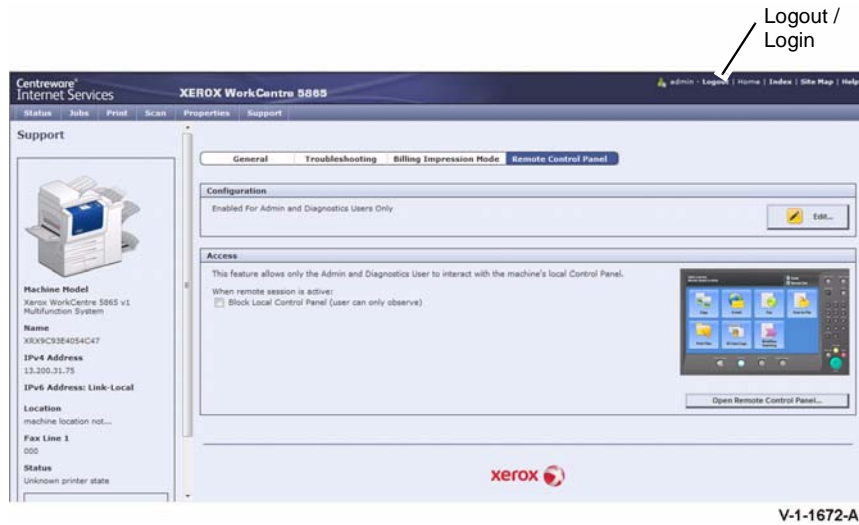 Logout /
Login
Centreware®
Internet Services
XEROX WorkCentre 5865
admin - Logout | Home | Index | Site Map | Help
Status Jobs Print Scan Properties Support
Support
General Troubleshooting Billing Impression Mode Remote Control Panel
Configuration
Enabled For Admin and Diagnostics Users Only
Edit...
Access
This feature allows only the Admin and Diagnostics User to interact with the machine's local Control Panel.
When remote session is active:
Block Local Control Panel (user can only observe)
Open Remote Control Panel...
Machine Model
Xerox WorkCentre 5865 v1
Multifunction System
Name
XRX9C93E4054C47
IPv4 Address
13.200.31.75
IPv6 Address: Link-Local
Location
machine location not...
Fax Line 1
000
Status
Unknown printer state
xerox
V-1-1672-A